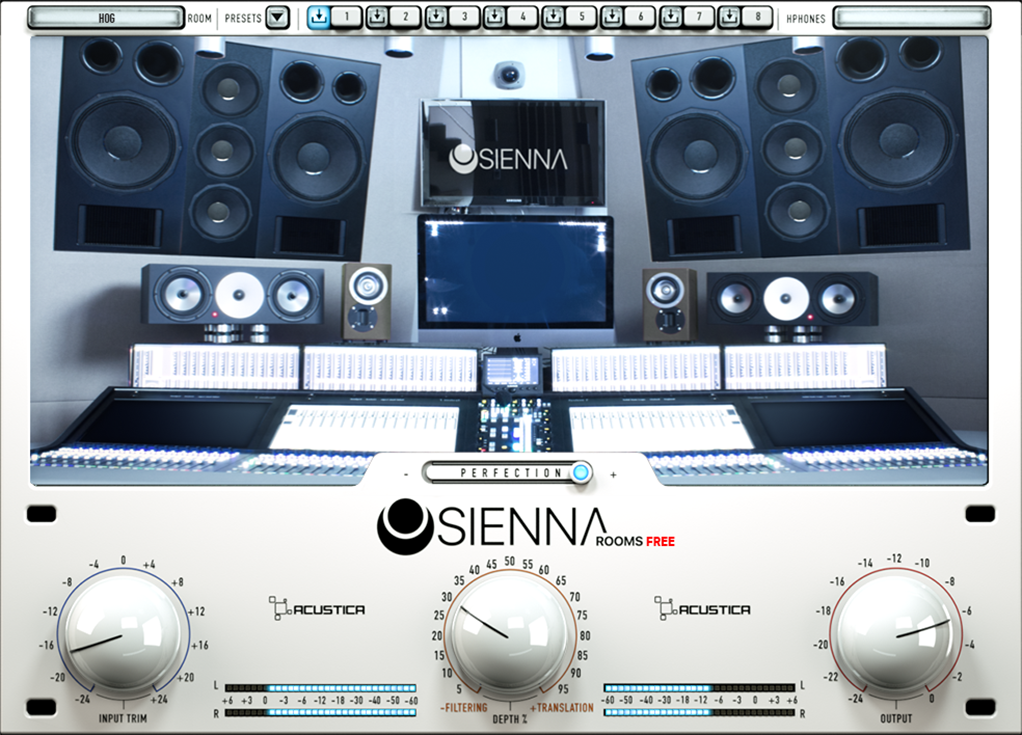 HOG ROOM PRESETS 1 2 3 4 5 6 7 8 HPHONES
SIENNA
- PERFECTION +
SIENNA
ROOMS FREE
ACUSTICA
ACUSTICA
-24 -20 -16 -12 -8 -4 0 +4 +8 +12 +16 +20 +24
INPUT TRIM
L
+6 +3 0 -3 -6 -12 -18 -30 -40 -50 -60
R
5 10 15 20 25 30 35 40 45 50 55 60 65 70 75 80 85 90 95
-FILTERING +TRANSLATION
DEPTH %
L
-60 -50 -40 -30 -18 -12 -6 -3 0 +3 +6
R
-24 -22 -20 -18 -16 -14 -12 -10 -8 -6 -4 -2 0
OUTPUT